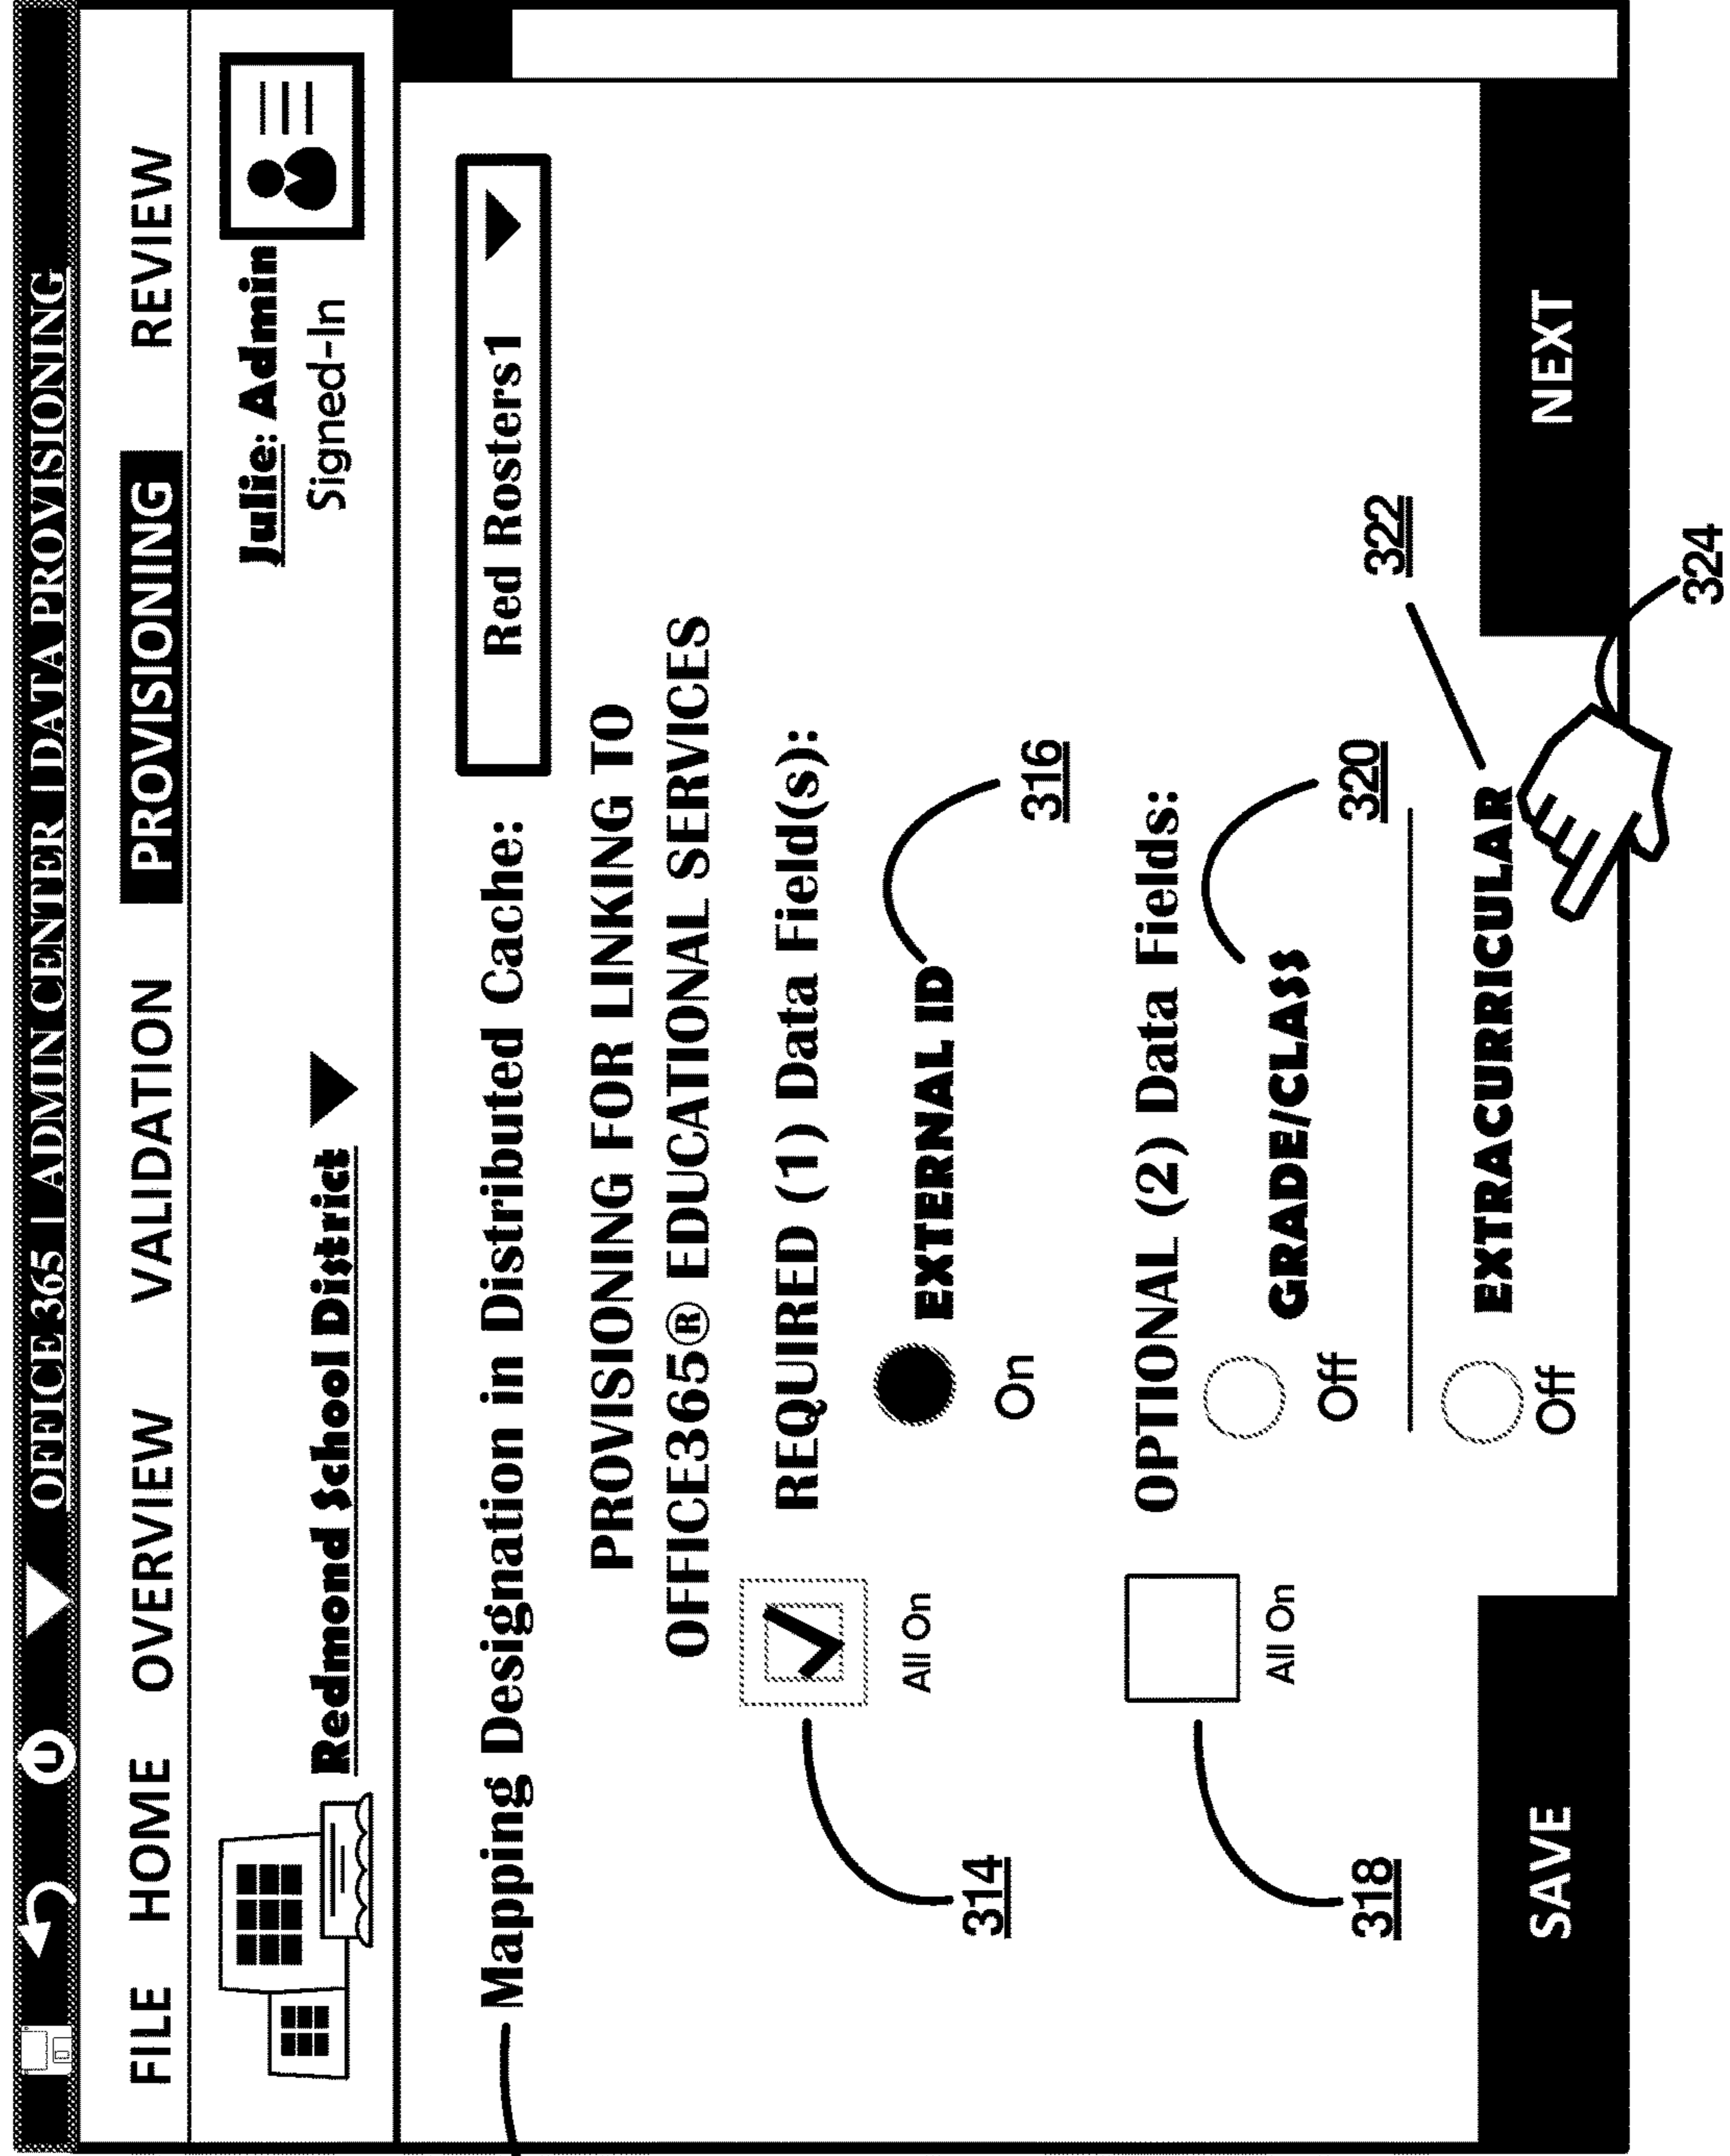 OFFICE365 | ADMIN CENTER |DATA PROVISIONING
FILE HOME OVERVIEW VALIDATION PROVISIONING REVIEW
Redmond School District
Julie: Admin
Signed-In
Mapping Designation in Distributed Cache: Red Rosters1
PROVISIONING FOR LINKING TO
OFFICE365® EDUCATIONAL SERVICES
REQUIRED (1) Data Field(s):
All On
EXTERNAL ID
On
314
316
OPTIONAL (2) Data Fields:
All On
GRADE/CLASS
Off
318
320
322
EXTRACURRICULAR
Off
SAVE
NEXT
324